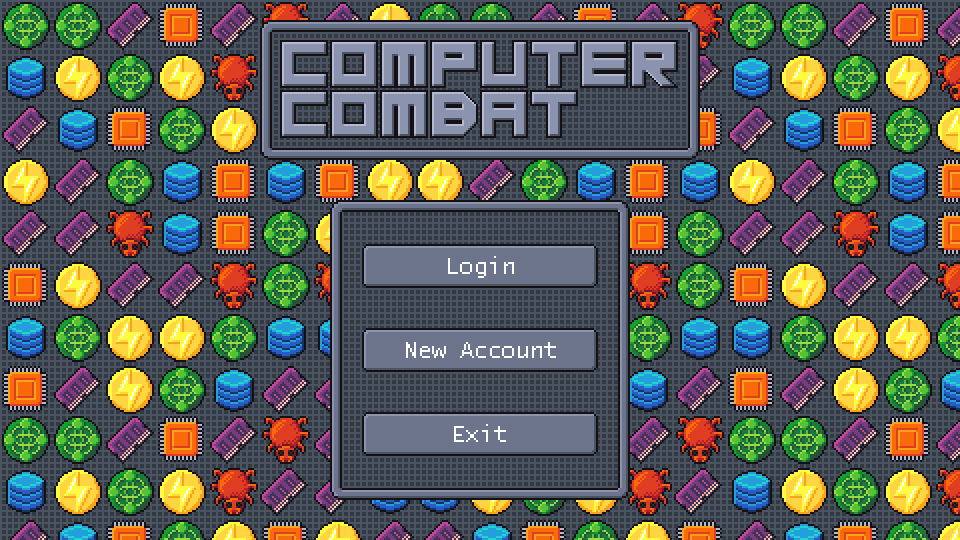 COMPUTER
COMBAT
Login
New Account
Exit